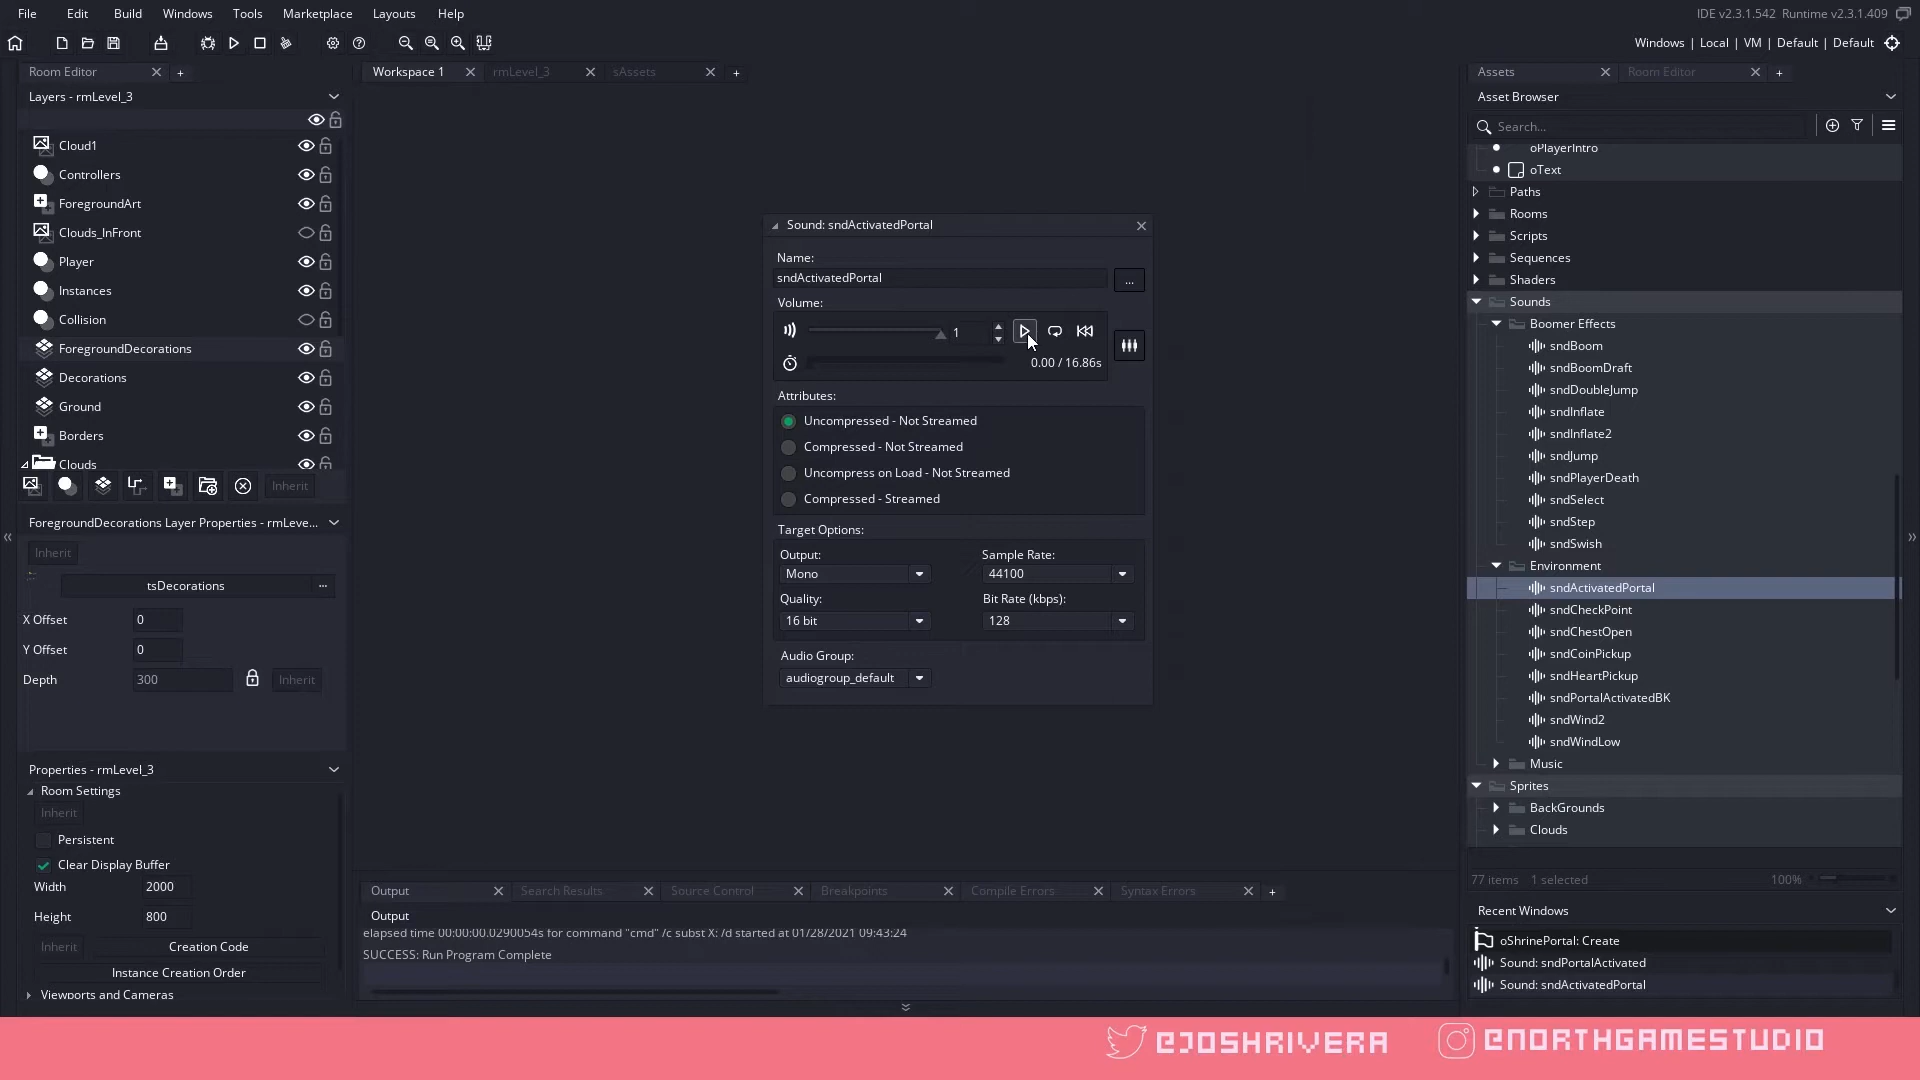 File Edit Build Windows Tools Marketplace Layouts Help
IDE v2.3.1.542 Runtime v2.3.1.409
Windows | Local | VM | Default | Default
Room Editor
Layers - rmLevel_3
Cloud1
Controllers
ForegroundArt
Clouds_InFront
Player
Instances
Collision
ForegroundDecorations
Decorations
Ground
Borders
Clouds
Inherit
ForegroundDecorations Layer Properties - rmLeve...
Inherit
tsDecorations ...
X Offset 0
Y Offset 0
Depth 300 Inherit
Properties - rmLevel_3
Room Settings
Inherit
Persistent
Clear Display Buffer
Width 2000
Height 800
Inherit Creation Code
Instance Creation Order
Viewports and Cameras
Workspace 1 rmLevel_3 sAssets
Sound: sndActivatedPortal
Name:
sndActivatedPortal ...
Volume:
1
0.00 / 16.86s
Attributes:
Uncompressed - Not Streamed
Compressed - Not Streamed
Uncompress on Load - Not Streamed
Compressed - Streamed
Target Options:
Output: Sample Rate:
Mono 44100
Quality: Bit Rate (kbps):
16 bit 128
Audio Group:
audiogroup_default
Output Search Results Source Control Breakpoints Compile Errors Syntax Errors
Output
elapsed time 00:00:00.0290054s for command "cmd" /c subst X: /d started at 01/28/2021 09:43:24
SUCCESS: Run Program Complete
Assets Room Editor
Asset Browser
Search...
oPlayerIntro
oText
Paths
Rooms
Scripts
Sequences
Shaders
Sounds
Boomer Effects
sndBoom
sndBoomDraft
sndDoubleJump
sndInflate
sndInflate2
sndJump
sndPlayerDeath
sndSelect
sndStep
sndSwish
Environment
sndActivatedPortal
sndCheckPoint
sndChestOpen
sndCoinPickup
sndHeartPickup
sndPortalActivatedBK
sndWind2
sndWindLow
Music
Sprites
BackGrounds
Clouds
77 items 1 selected 100%
Recent Windows
oShrinePortal: Create
Sound: sndPortalActivated
Sound: sndActivatedPortal
@JOSHRIVERA @NORTHGAMESTUDIO